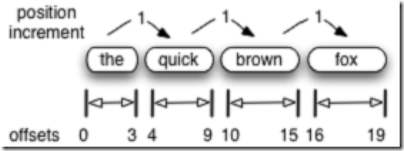 position
increment
1 1 1
the quick brown fox
offsets 0 3 4 9 10 15 16 19